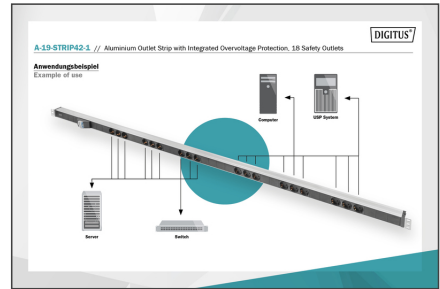 DIGITUS®
A-19-STRIP42-1 // Aluminium Outlet Strip with Integrated Overvoltage Protection, 18 Safety Outlets
Anwendungsbeispiel
Example of use
Computer
USP System
Server
Switch